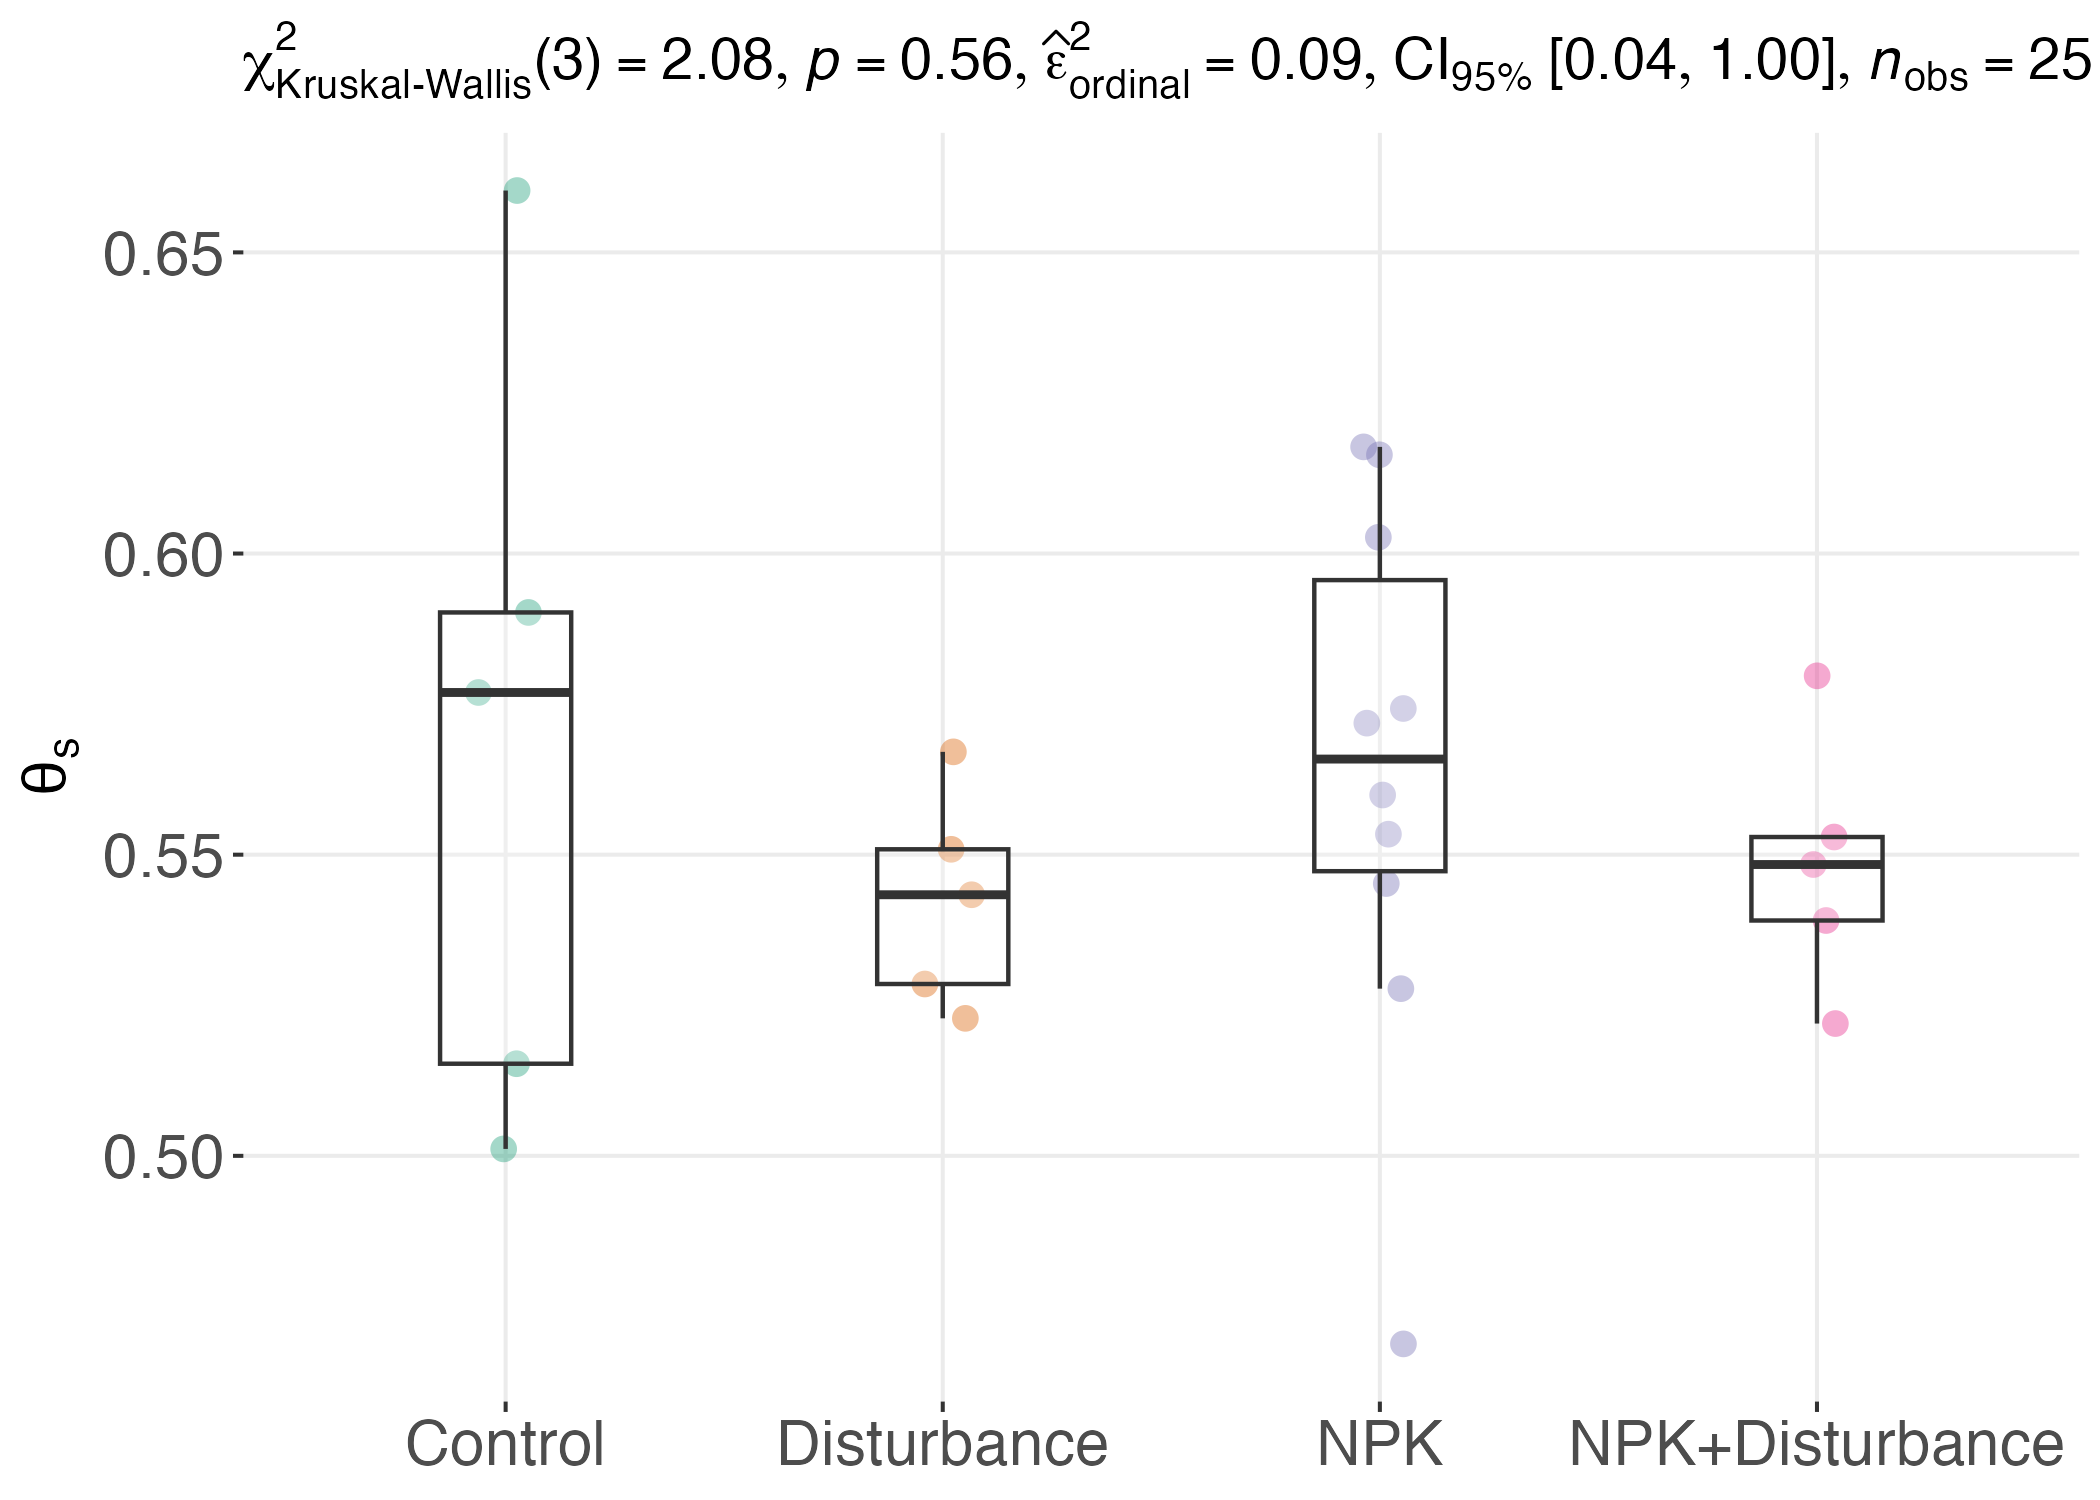 χ²Kruskal-Wallis(3) = 2.08, p = 0.56, ε̂²ordinal = 0.09, CI95% [0.04, 1.00], nobs = 25
0.65
0.60
0.55
0.50
θs
Control Disturbance NPK NPK+Disturbance